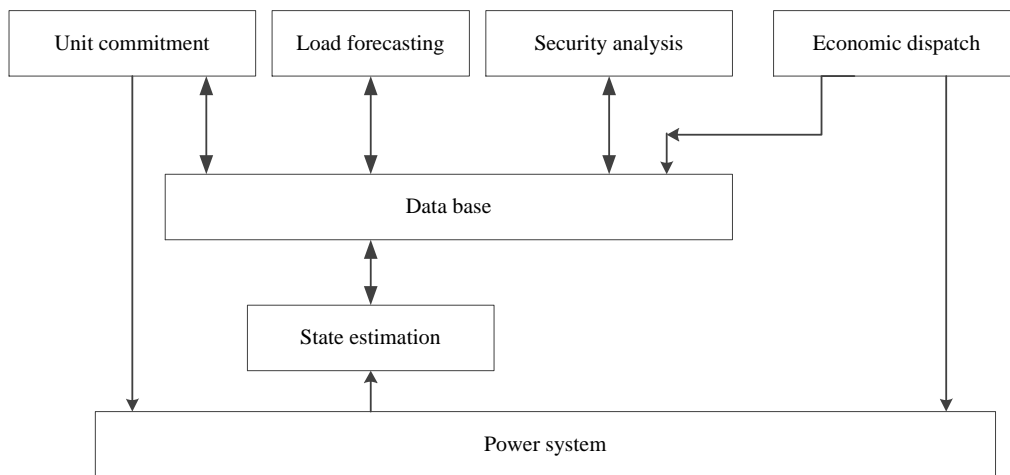 Unit commitment
Load forecasting
Security analysis
Economic dispatch
Data base
State estimation
Power system